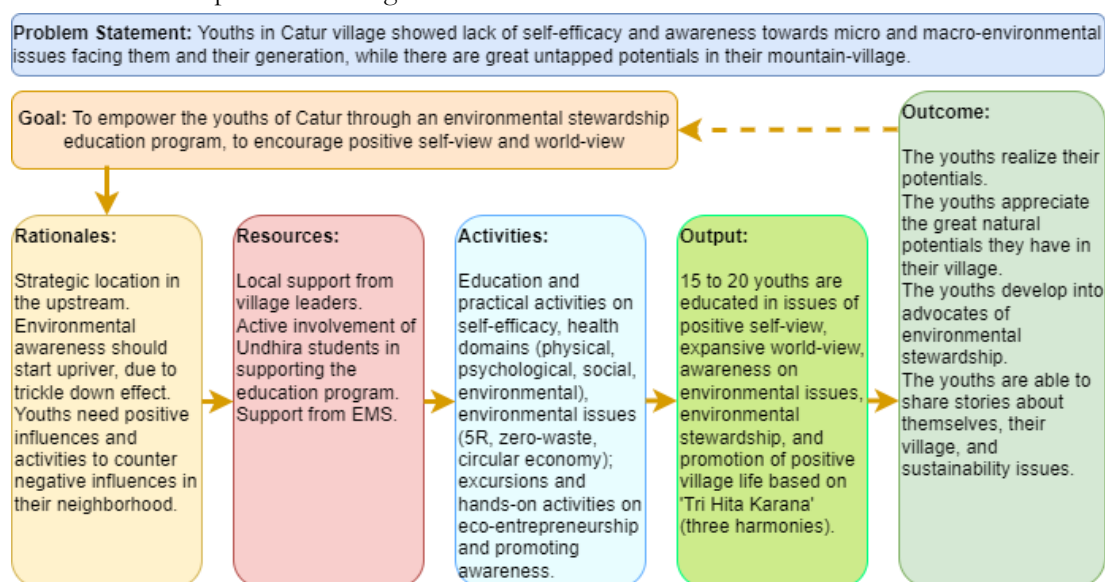 Problem Statement: Youths in Catur village showed lack of self-efficacy and awareness towards micro and macro-environmental
issues facing them and their generation, while there are great untapped potentials in their mountain-village.
Goal: To empower the youths of Catur through an environmental stewardship
education program, to encourage positive self-view and world-view
Rationales:
Strategic location in
the upstream.
Environmental
awareness should
start upriver, due to
trickle down effect.
Youths need positive
influences and
activities to counter
negative influences in
their neighborhood.
Resources:
Local support from
village leaders.
Active involvement of
Undhira students in
supporting the
education program.
Support from EMS.
Activities:
Education and
practical activities on
self-efficacy, health
domains (physical,
psychological, social,
environmental),
environmental issues
(5R, zero-waste,
circular economy);
excursions and
hands-on activities on
eco-entrepreneurship
and promoting
awareness.
Output:
15 to 20 youths are
educated in issues of
positive self-view,
expansive world-view,
awareness on
environmental issues,
environmental
stewardship, and
promotion of positive
village life based on
'Tri Hita Karana'
(three harmonies).
Outcome:
The youths realize their
potentials.
The youths appreciate
the great natural
potentials they have in
their village.
The youths develop into
advocates of
environmental
stewardship.
The youths are able to
share stories about
themselves, their
village, and
sustainability issues.